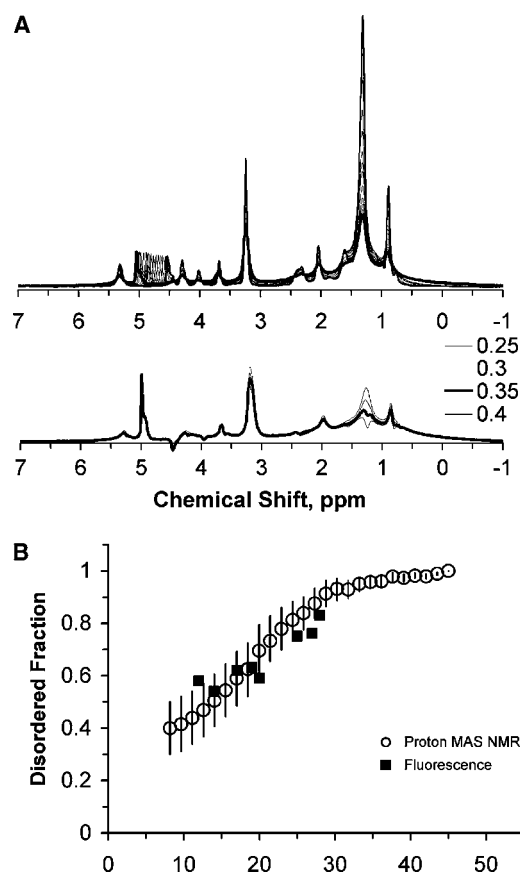 A
7 6 5 4 3 2 1 0 -1
0.25
0.3
0.35
0.4
7 6 5 4 3 2 1 0 -1
Chemical Shift, ppm
B
Disordered Fraction
1
0.8
0.6
0.4
0.2
0
Proton MAS NMR
Fluorescence
0 10 20 30 40 50